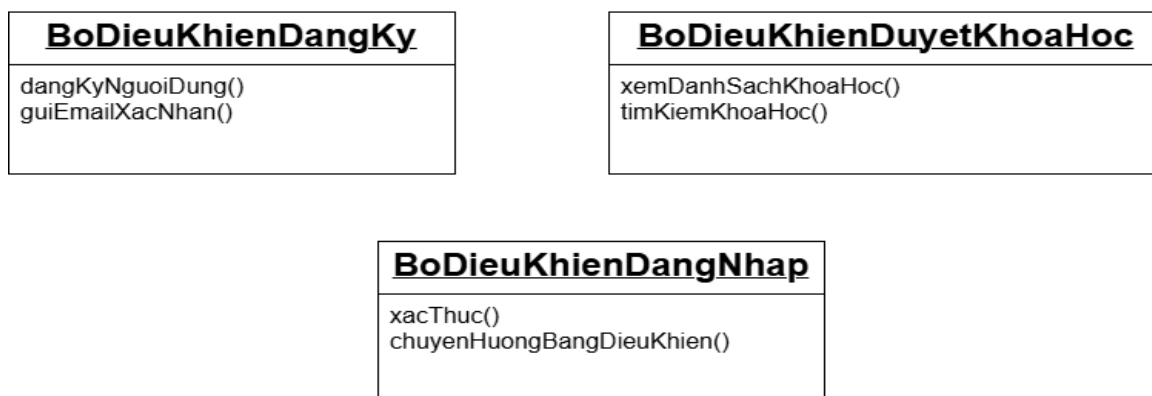 BoDieuKhienDangKy
dangKyNguoiDung()
guiEmailXacNhan()
BoDieuKhienDuyetKhoaHoc
xemDanhSachKhoaHoc()
timKiemKhoaHoc()
BoDieuKhienDangNhap
xacThuc()
chuyenHuongBangDieuKhien()